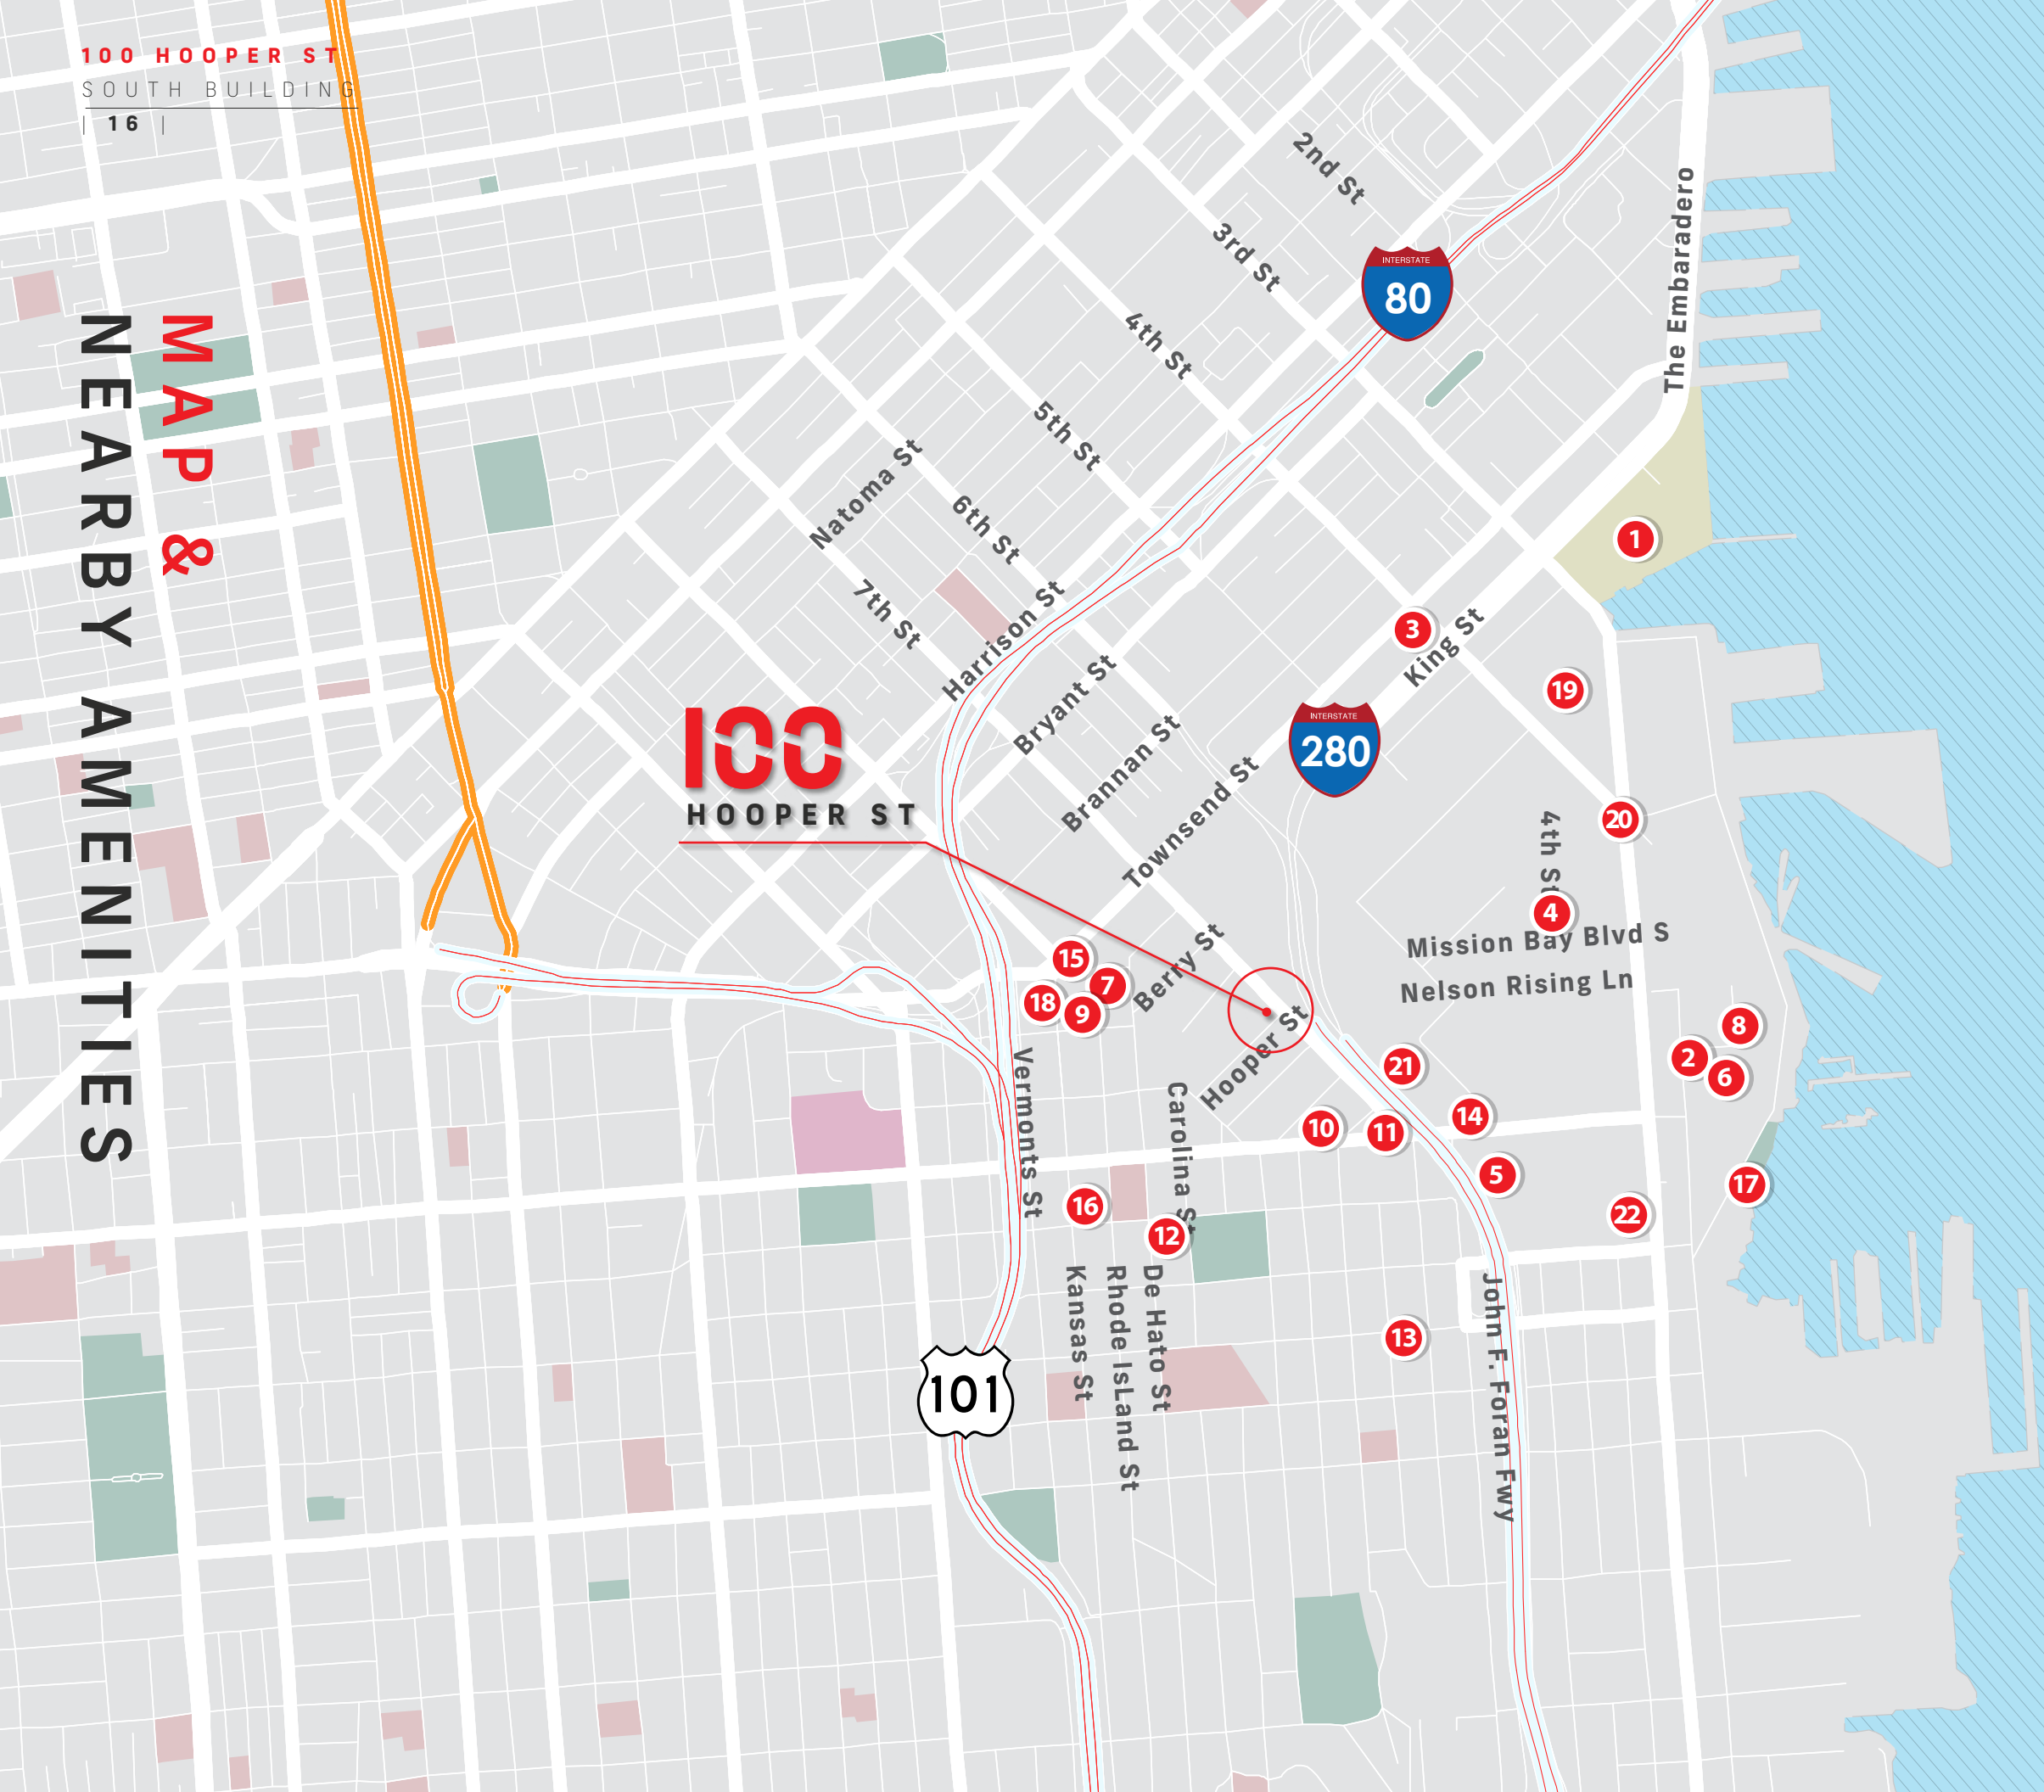 100 HOOPER ST
SOUTH BUILDING
| 16 |
MAP &
NEARBY AMENITIES
2nd St
3rd St
4th St
5th St
6th St
7th St
Natoma St
Harrison St
Bryant St
Brannan St
Townsend St
Berry St
Hooper St
King St
The Embaradero
INTERSTATE
80
INTERSTATE
280
100
HOOPER ST
4th St
Mission Bay Blvd S
Nelson Rising Ln
Vermonts St
Carolina St
Kansas St
Rhode IsLand St
De Hato St
John F. Foran Fwy
101
1
3
19
20
4
15
7
18
9
8
2
6
21
14
10
11
5
17
16
22
12
13